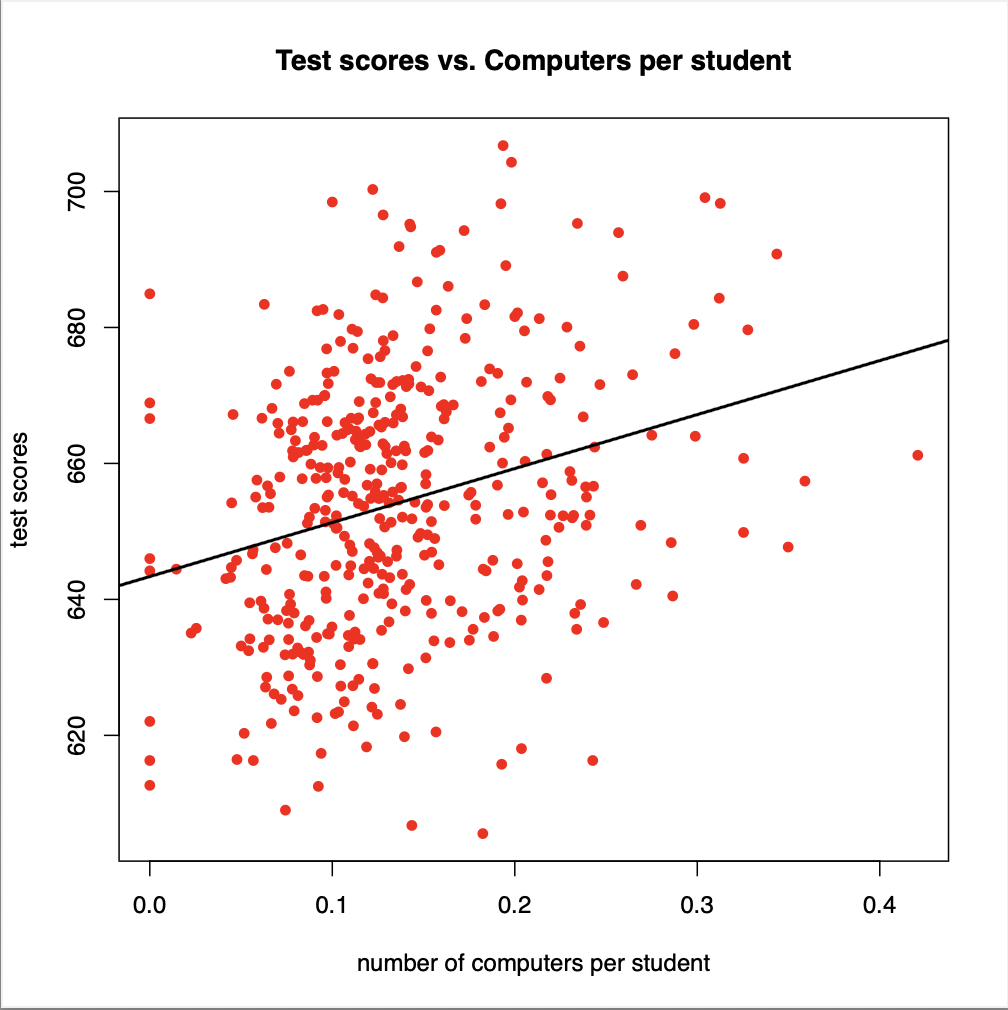 Test scores vs. Computers per student
test scores
700
680
660
640
620
0.0 0.1 0.2 0.3 0.4
number of computers per student